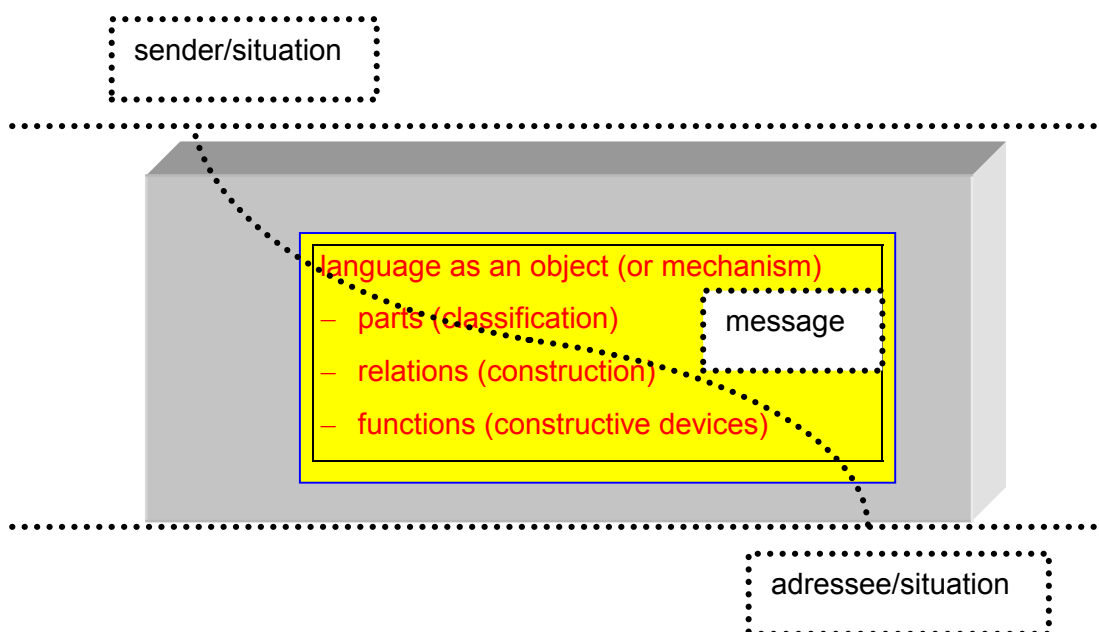 sender/situation
language as an object (or mechanism)
– parts (classification)
message
– relations (construction)
– functions (constructive devices)
adressee/situation